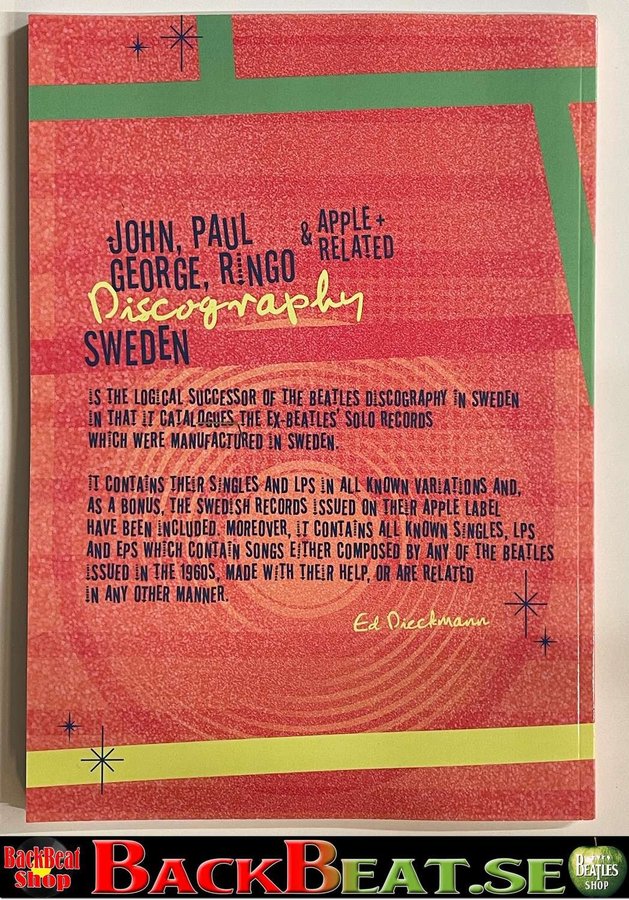 JOHN, PAUL
GEORGE, RINGO
& APPLE +
RELATED
Discography
SWEDEN
IS THE LOGICAL SUCCESSOR OF THE BEATLES DISCOGRAPHY IN SWEDEN
IN THAT IT CATALOGUES THE EX-BEATLES' SOLO RECORDS
WHICH WERE MANUFACTURED IN SWEDEN.
IT CONTAINS THEIR SINGLES AND LPS IN ALL KNOWN VARIATIONS AND,
AS A BONUS, THE SWEDISH RECORDS ISSUED ON THEIR APPLE LABEL
HAVE BEEN INCLUDED. MOREOVER, IT CONTAINS ALL KNOWN SINGLES, LPS
AND EPS WHICH CONTAIN SONGS EITHER COMPOSED BY ANY OF THE BEATLES
ISSUED IN THE 1960S, MADE WITH THEIR HELP, OR ARE RELATED
IN ANY OTHER MANNER.
Ed Dieckmann
BackBeat
Shop
BACKBEAT.SE
BEATLES
SHOP